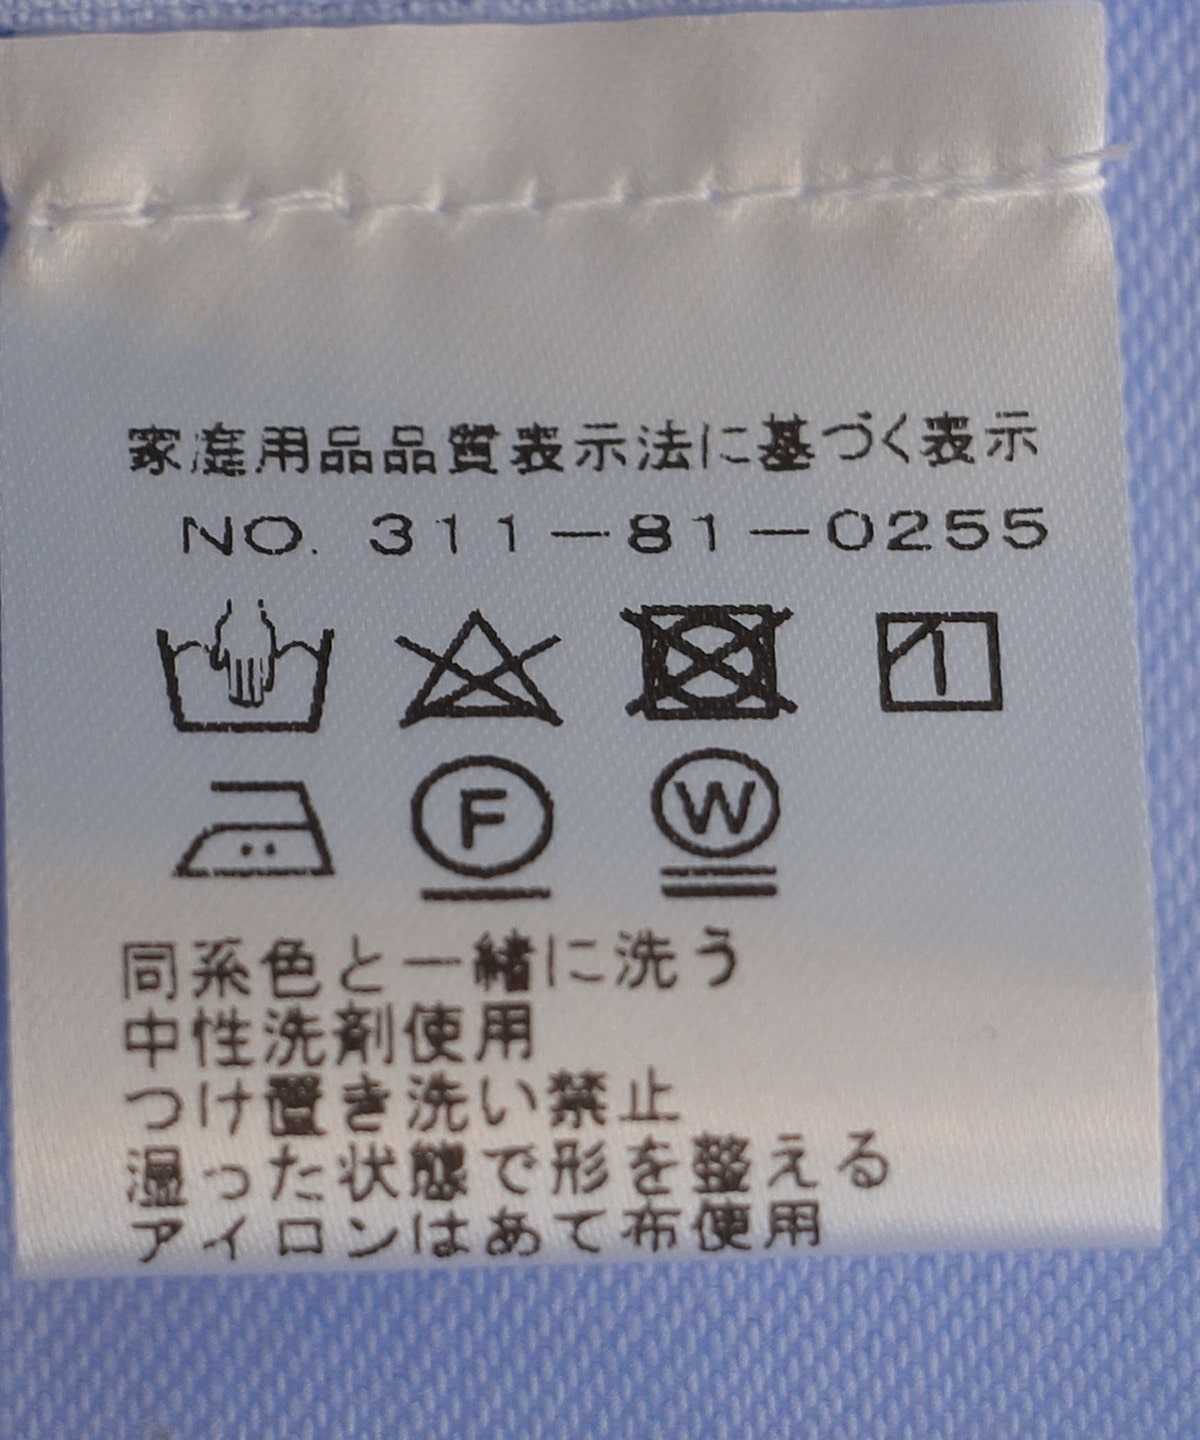 家庭用品品質表示法に基づく表示
NO. 311-81-0255
F W
同系色と一緒に洗う
中性洗剤使用
つけ置き洗い禁止
湿った状態で形を整える
アイロンはあて布使用